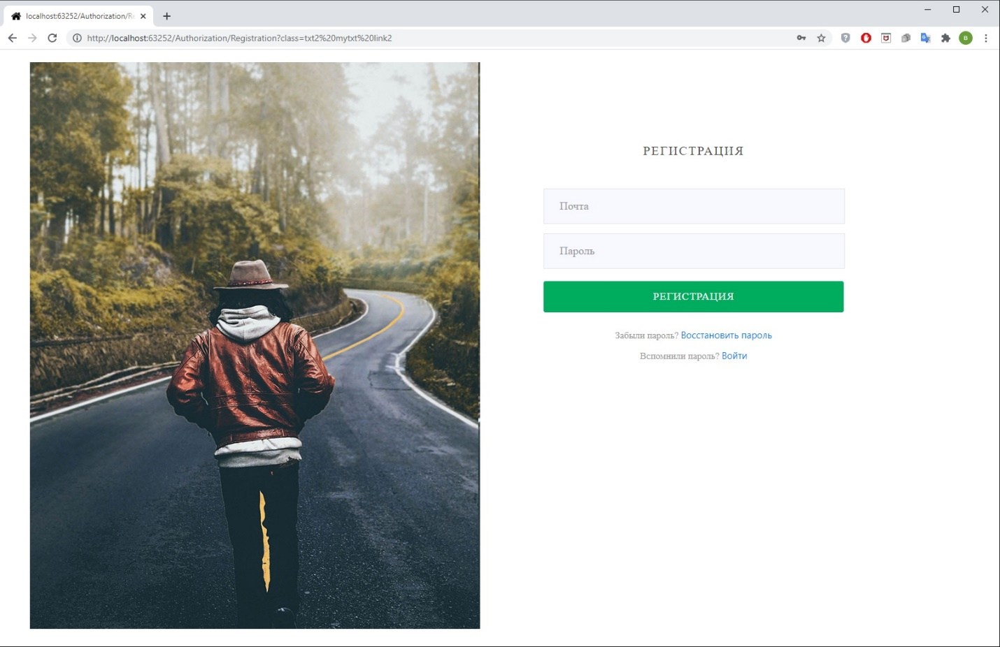 localhost:63252/Authorization/Re
http://localhost:63252/Authorization/Registration?class=txt2%20mytxt%20link2
B
РЕГИСТРАЦИЯ
Почта
Пароль
РЕГИСТРАЦИЯ
Забыли пароль? Восстановить пароль
Вспомнили пароль? Войти